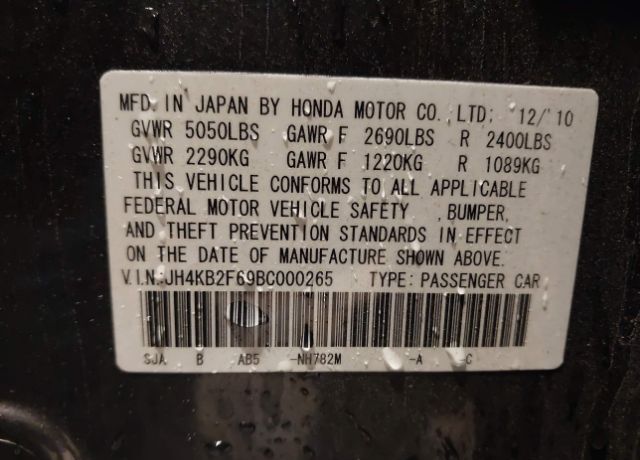 MFD. IN JAPAN BY HONDA MOTOR CO., LTD; 12/10
GVWR 5050LBS GAWR F 2690LBS R 2400LBS
GVWR 2290KG GAWR F 1220KG R 1089KG
THIS VEHICLE CONFORMS TO ALL APPLICABLE
FEDERAL MOTOR VEHICLE SAFETY , BUMPER,
AND THEFT PREVENTION STANDARDS IN EFFECT
ON THE DATE OF MANUFACTURE SHOWN ABOVE.
V.I.N.:JH4KB2F69BC000265 TYPE: PASSENGER CAR
SJA B AB5 -NH782M -A -C